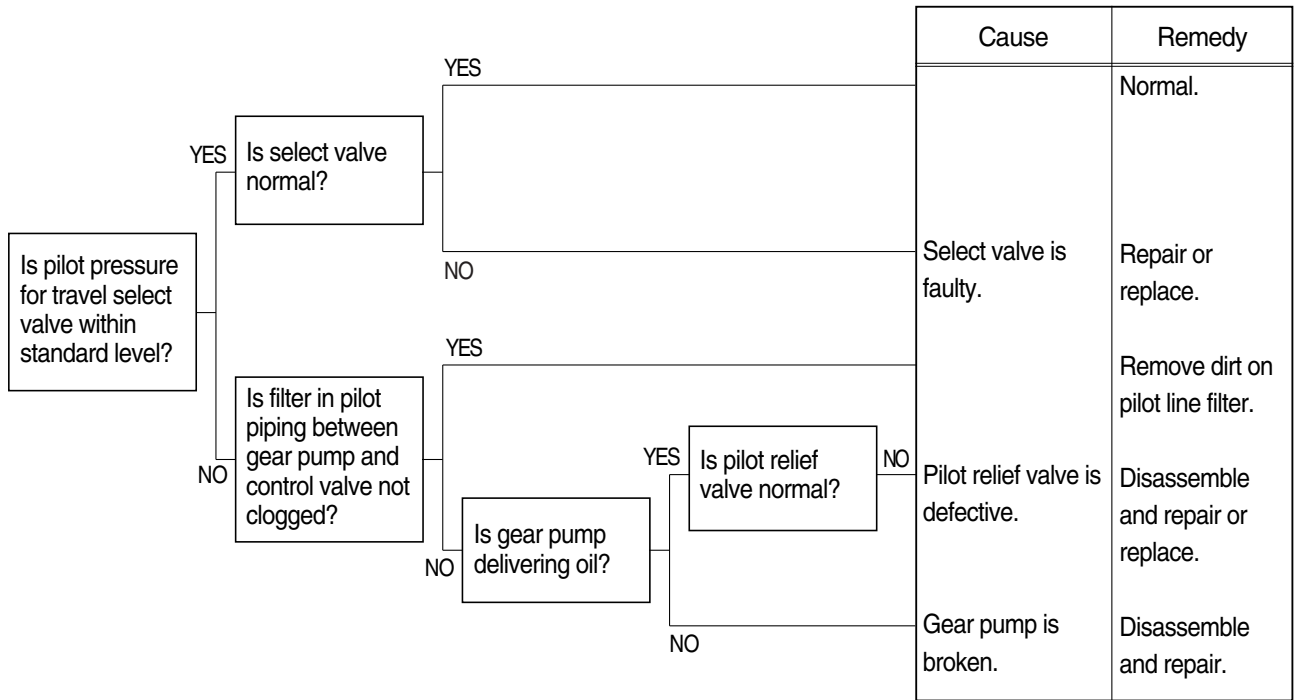 Cause
Remedy
YES
Normal.
YES
Is select valve
normal?
Is pilot pressure
for travel select
valve within
standard level?
NO
Select valve is
faulty.
Repair or
replace.
YES
Remove dirt on
pilot line filter.
NO
Is filter in pilot
piping between
gear pump and
control valve not
clogged?
YES
Is pilot relief
valve normal?
NO
Pilot relief valve is
defective.
Disassemble
and repair or
replace.
NO
Is gear pump
delivering oil?
NO
Gear pump is
broken.
Disassemble
and repair.